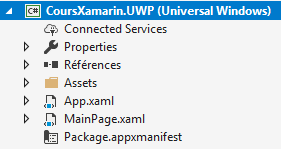 C# CoursXamarin.UWP (Universal Windows)
Connected Services
Properties
Références
Assets
App.xaml
MainPage.xaml
Package.appxmanifest